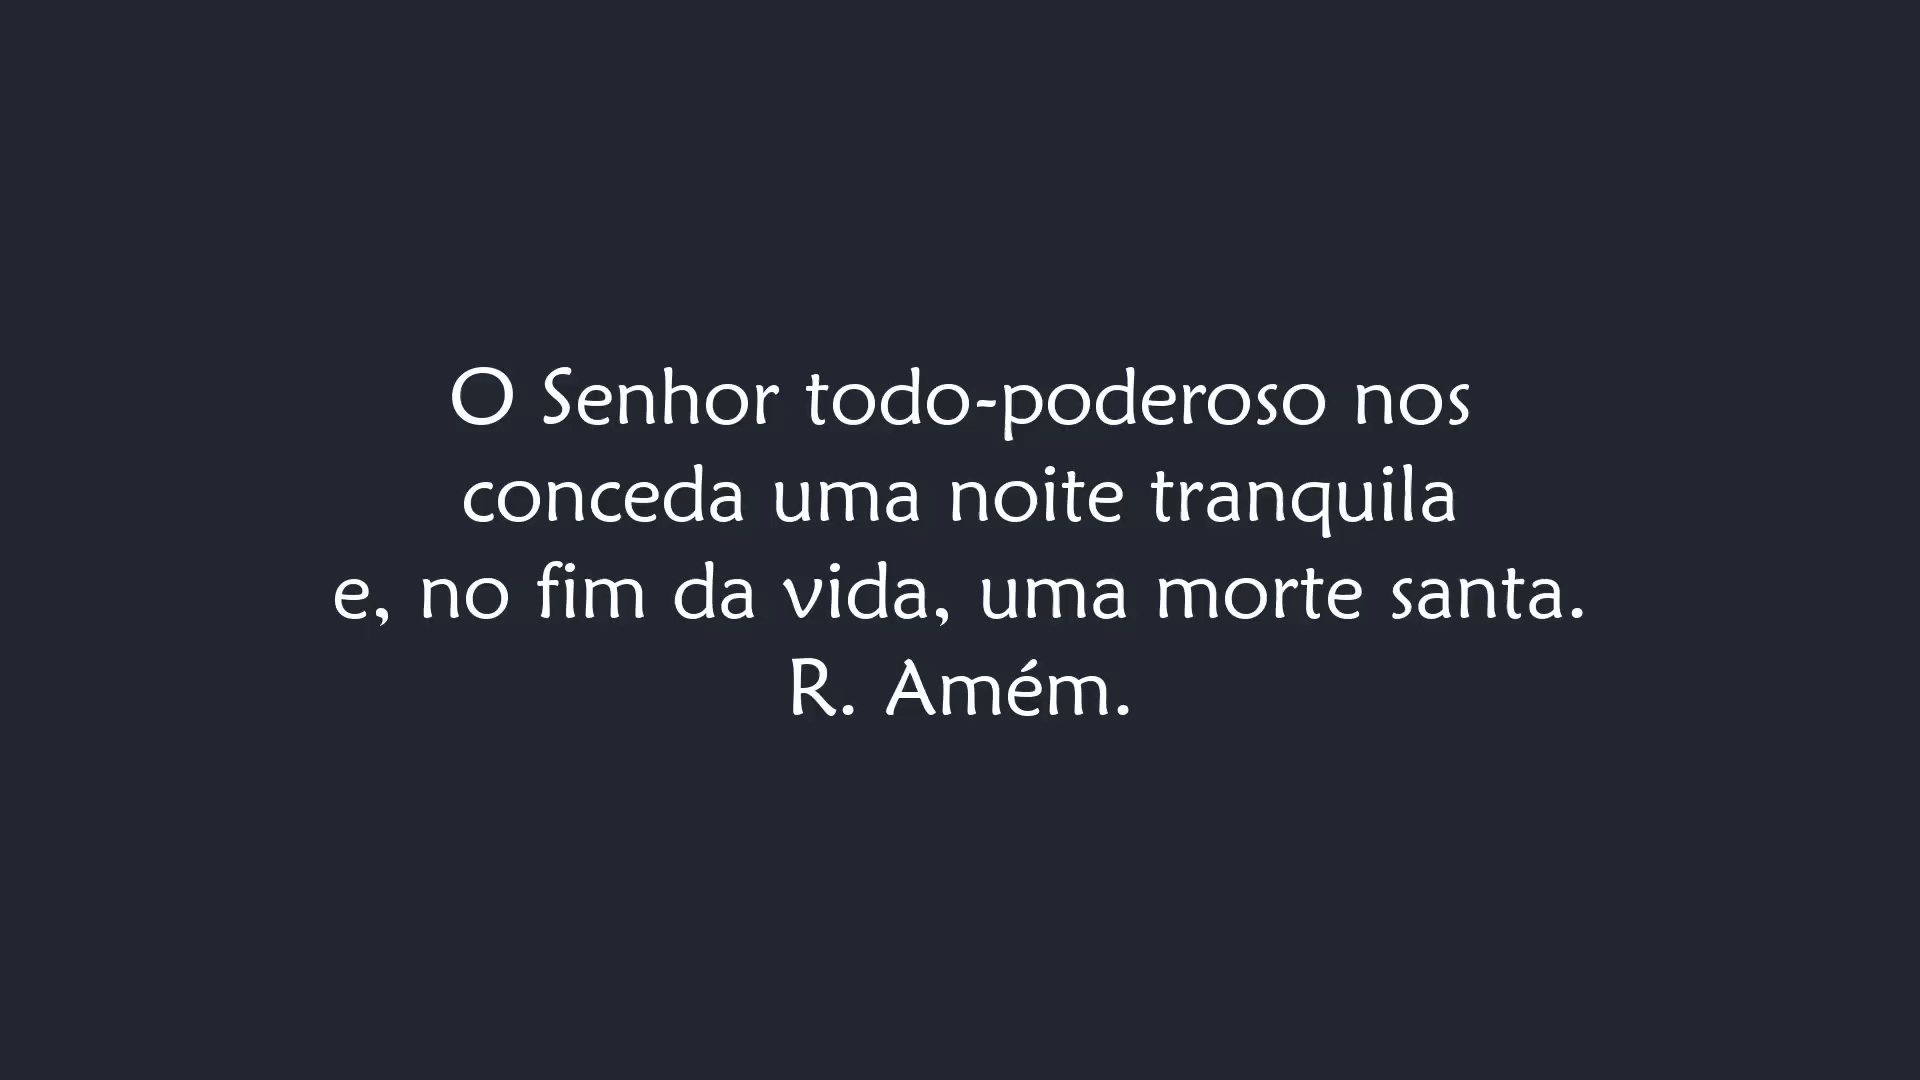 O Senhor todo-poderoso nos
conceda uma noite tranquila
e, no fim da vida, uma morte santa.
R. Amém.